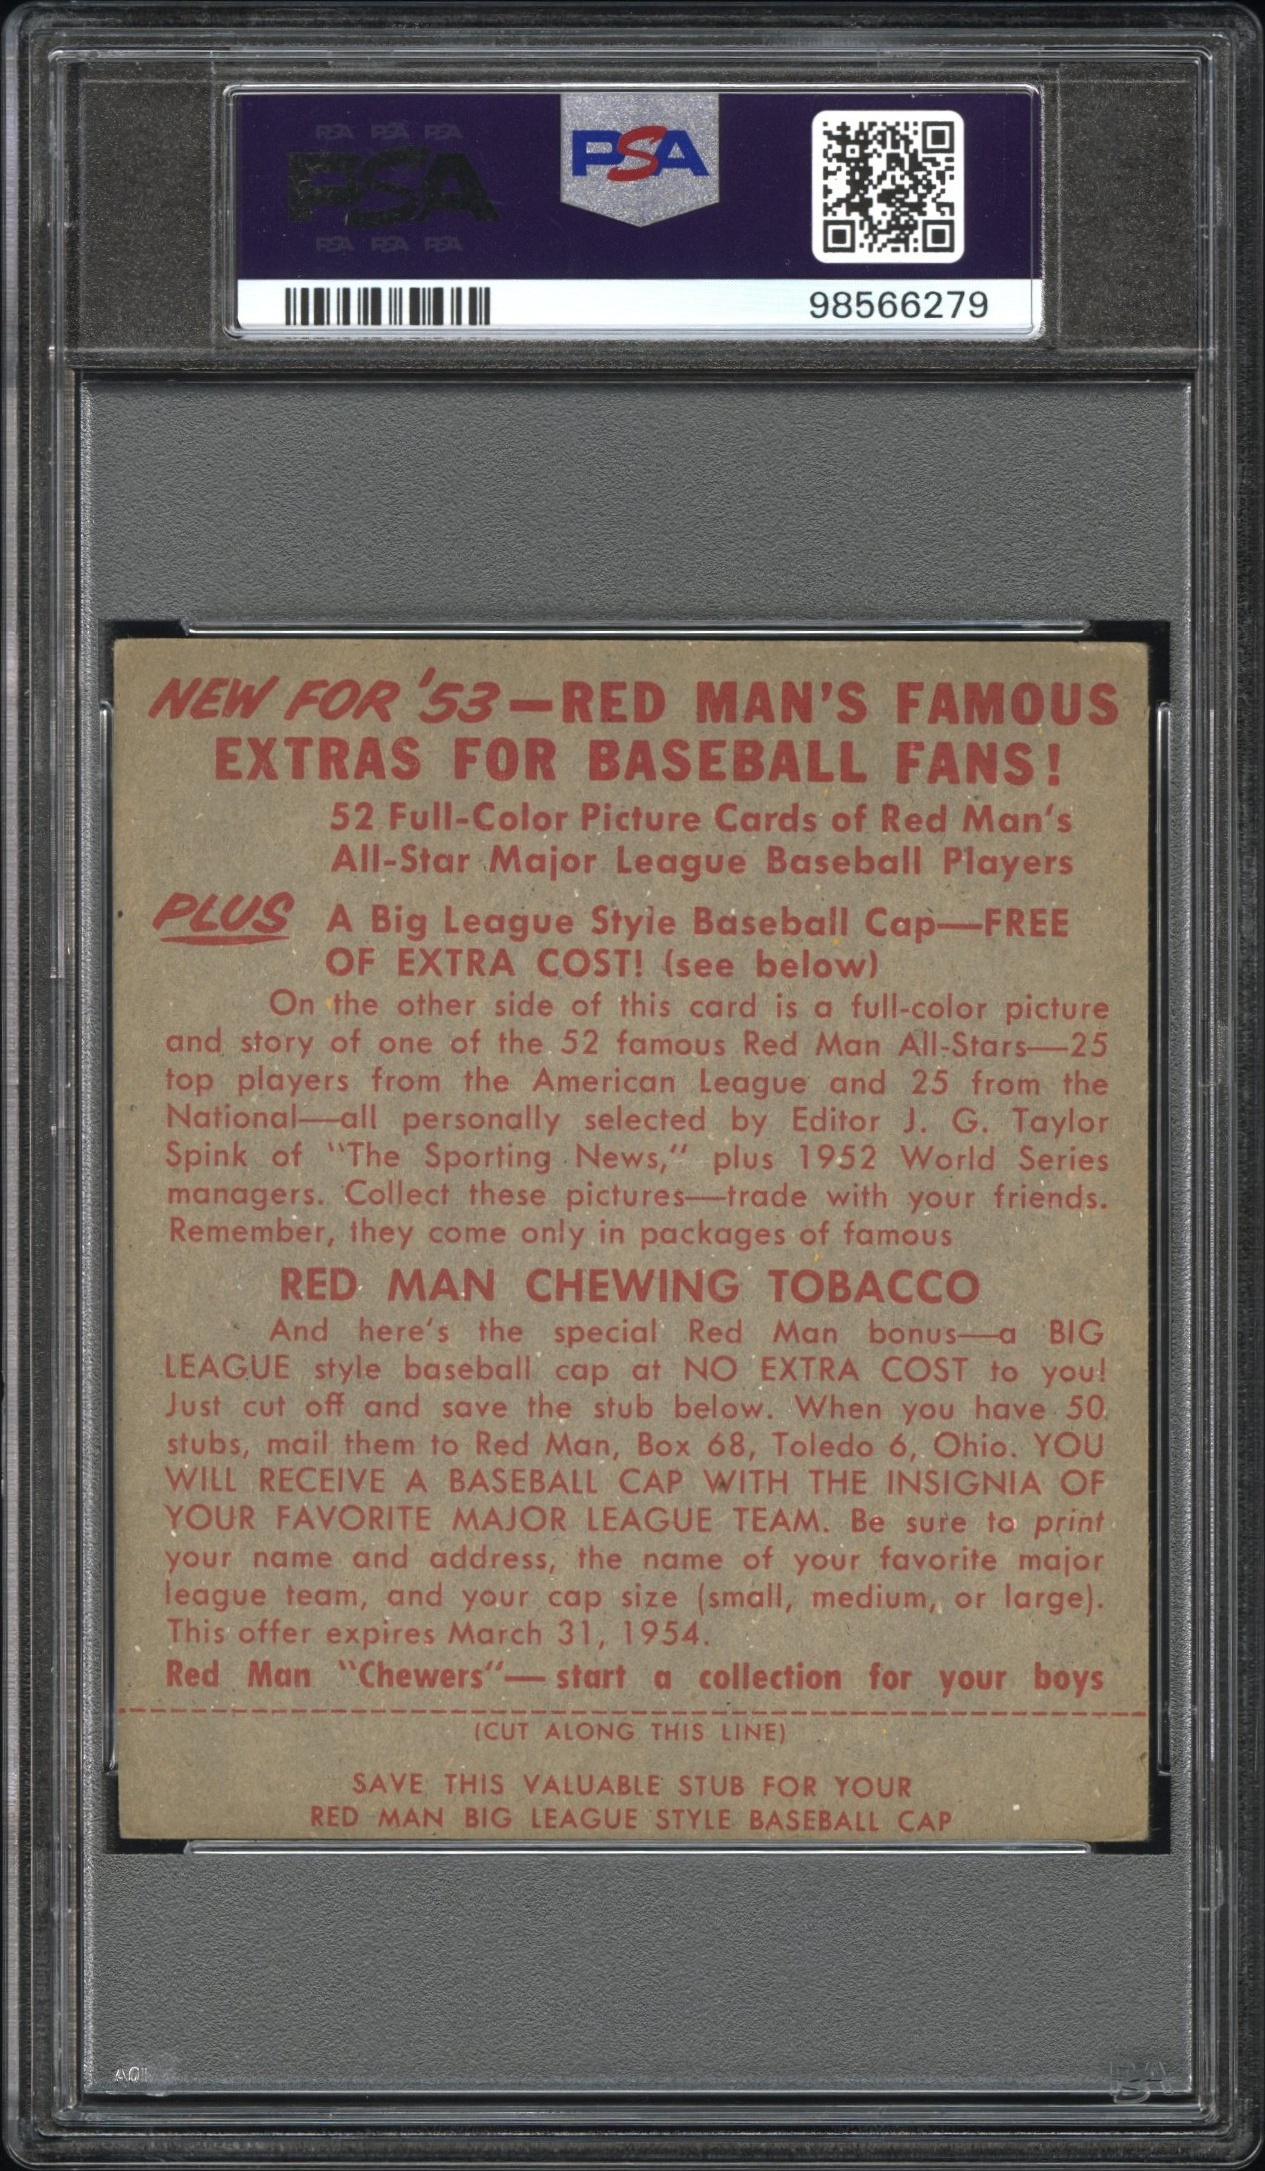 PSA PSA PSA
PSA
PSA PSA PSA
PSA
98566279
NEW FOR '53—RED MAN'S FAMOUS
EXTRAS FOR BASEBALL FANS!
52 Full-Color Picture Cards of Red Man's
All-Star Major League Baseball Players
PLUS A Big League Style Baseball Cap—FREE
OF EXTRA COST! (see below)
On the other side of this card is a full-color picture
and story of one of the 52 famous Red Man All-Stars—25
top players from the American League and 25 from the
National—all personally selected by Editor J. G. Taylor
Spink of "The Sporting News," plus 1952 World Series
managers. Collect these pictures—trade with your friends.
Remember, they come only in packages of famous
RED MAN CHEWING TOBACCO
And here's the special Red Man bonus—a BIG
LEAGUE style baseball cap at NO EXTRA COST to you!
Just cut off and save the stub below. When you have 50
stubs, mail them to Red Man, Box 68, Toledo 6, Ohio. YOU
WILL RECEIVE A BASEBALL CAP WITH THE INSIGNIA OF
YOUR FAVORITE MAJOR LEAGUE TEAM. Be sure to print
your name and address, the name of your favorite major
league team, and your cap size (small, medium, or large).
This offer expires March 31, 1954.
Red Man "Chewers"—start a collection for your boys
(CUT ALONG THIS LINE)
SAVE THIS VALUABLE STUB FOR YOUR
RED MAN BIG LEAGUE STYLE BASEBALL CAP
PSA